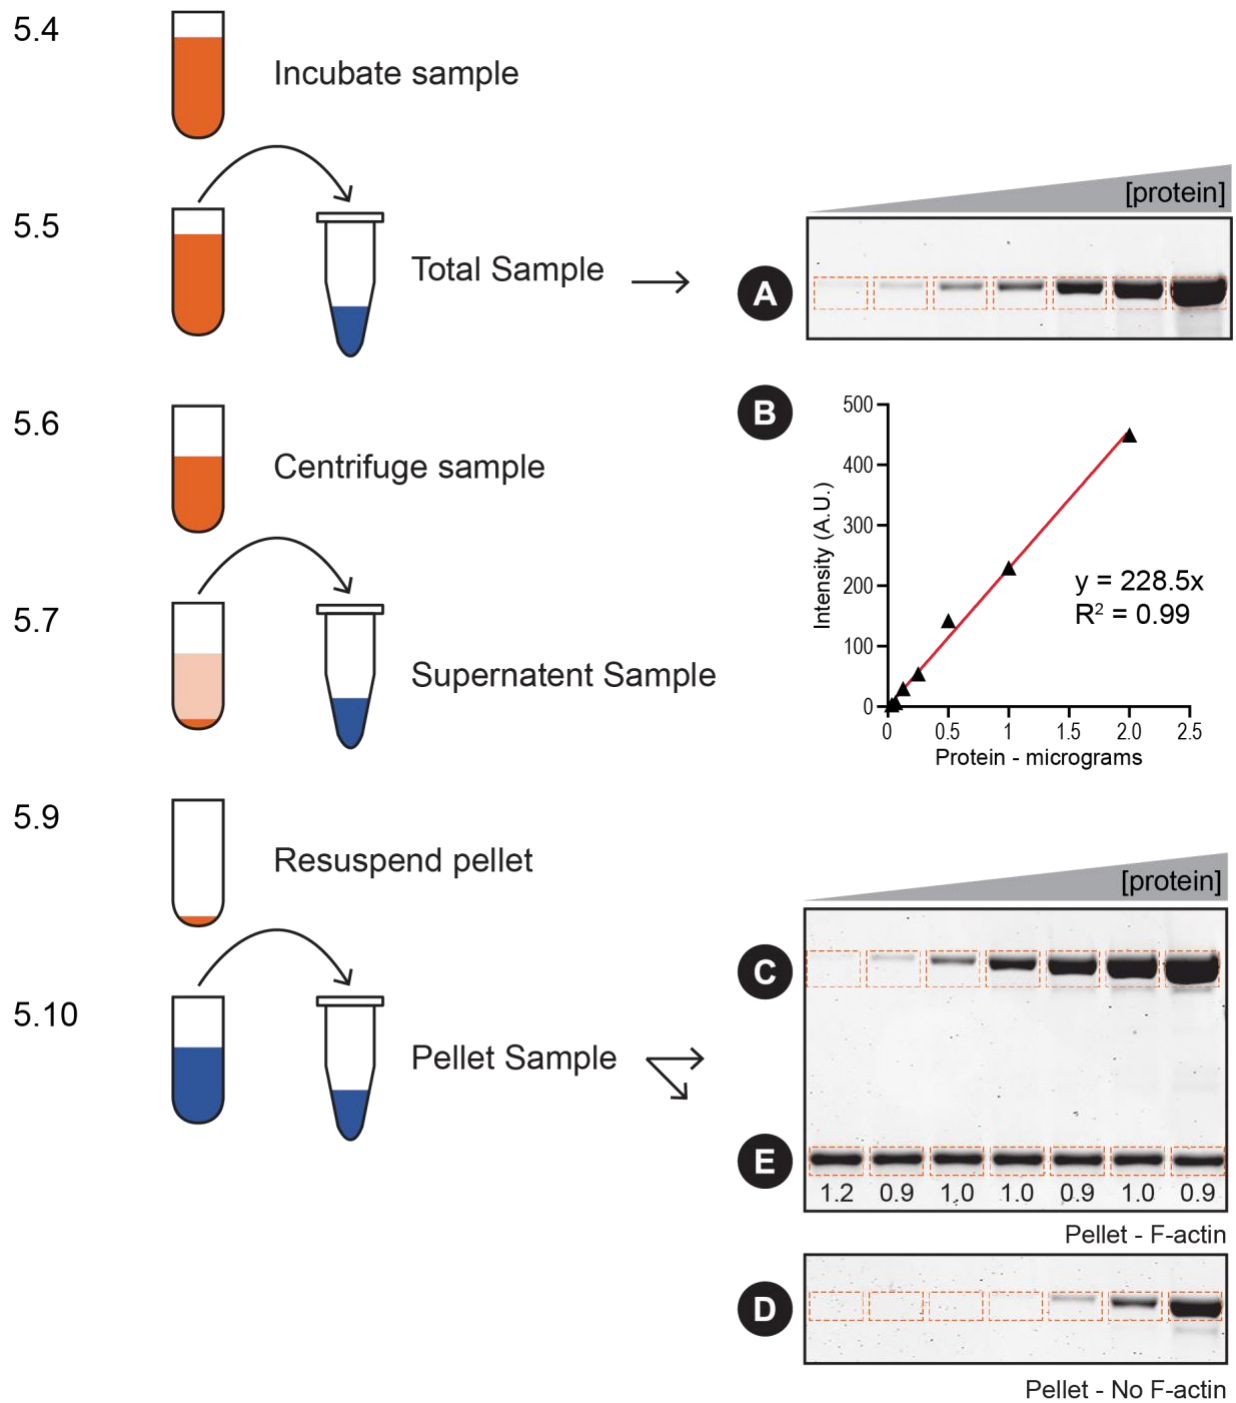 5.4
Incubate sample
5.5
Total Sample
[protein]
A
5.6
Centrifuge sample
B
500
400
300
200
100
0
Intensity (A.U.)
y = 228.5x
R² = 0.99
0 0.5 1 1.5 2.0 2.5
Protein - micrograms
5.7
Supernatent Sample
5.9
Resuspend pellet
5.10
Pellet Sample
[protein]
C
E
1.2 0.9 1.0 1.0 0.9 1.0 0.9
Pellet - F-actin
D
Pellet - No F-actin